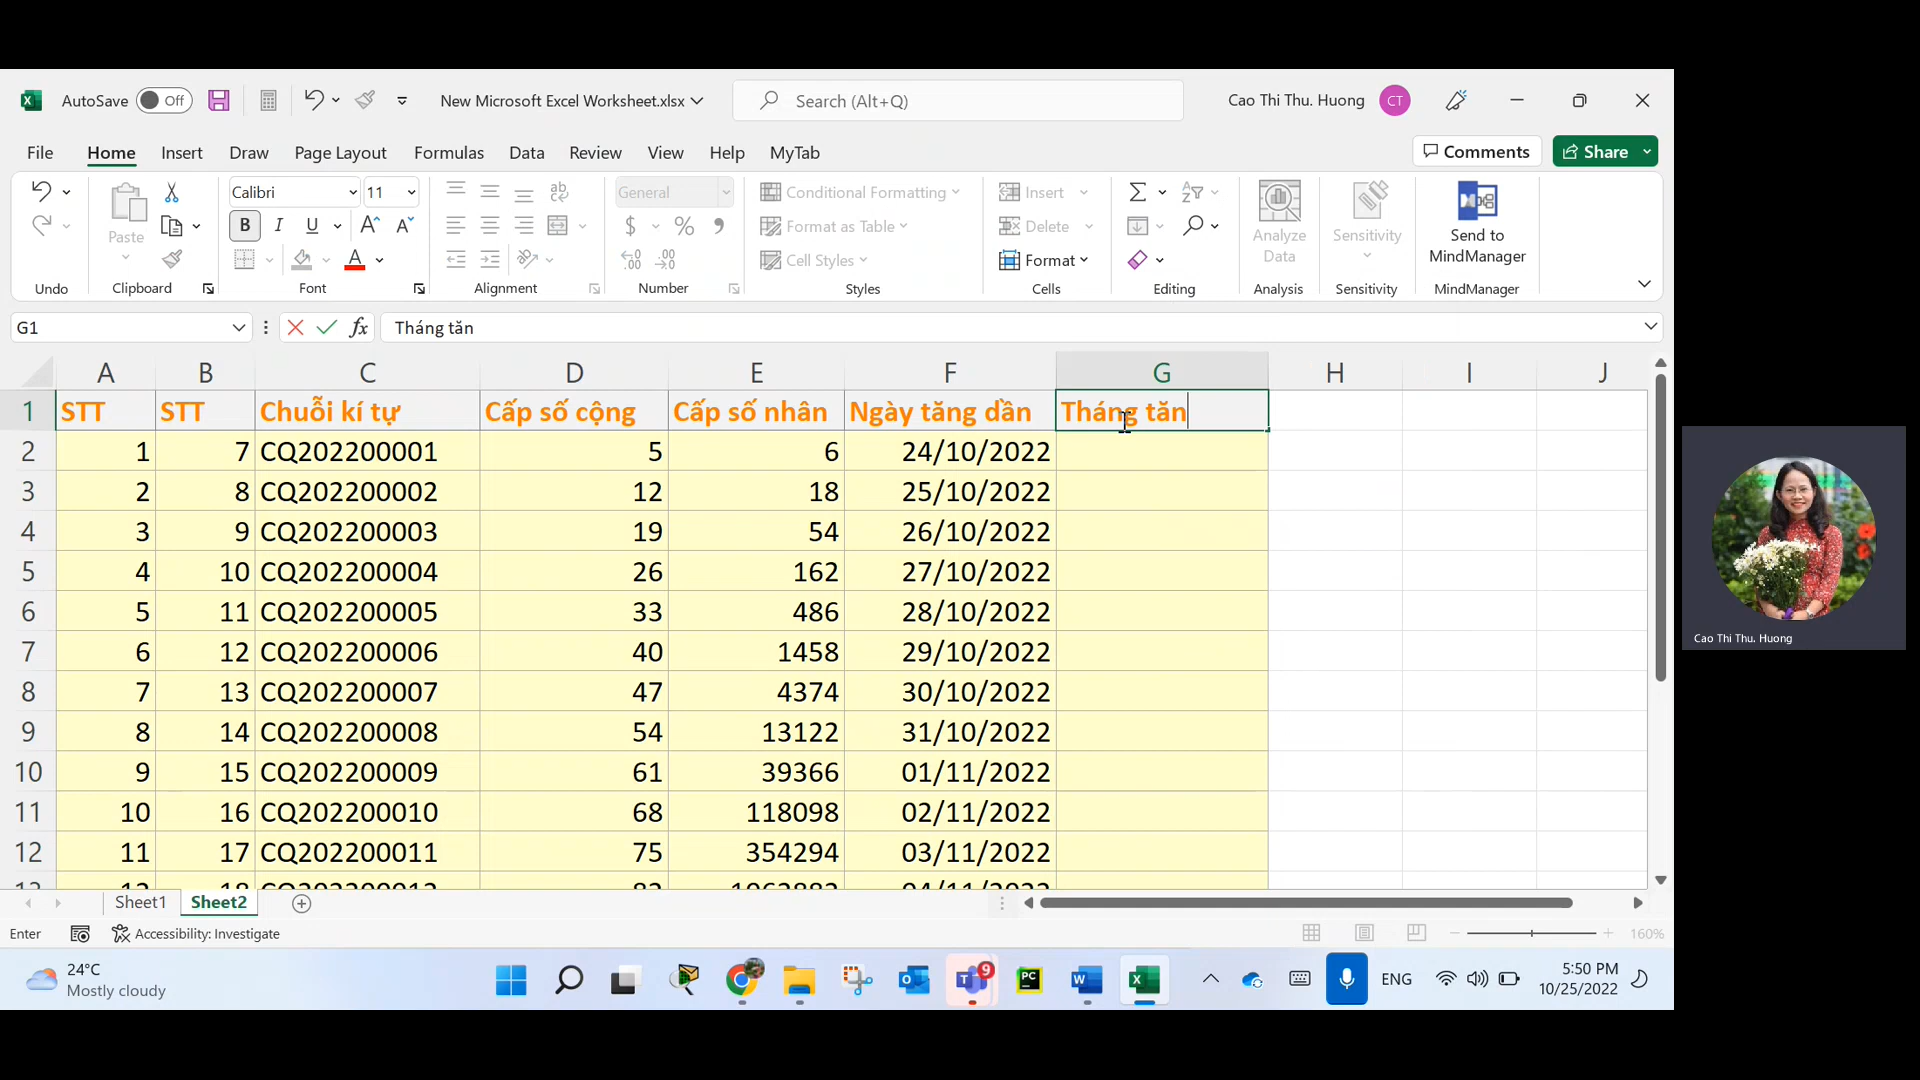 AutoSave Off New Microsoft Excel Worksheet.xlsx Search (Alt+Q) Cao Thi Thu. Huong CT
File Home Insert Draw Page Layout Formulas Data Review View Help MyTab Comments Share
Calibri 11 General Conditional Formatting Insert
Paste B I U A A $ % Format as Table Delete Analyze Data Sensitivity Send to MindManager
A Cell Styles Format
Undo Clipboard Font Alignment Number Styles Cells Editing Analysis Sensitivity MindManager
G1 fx Tháng tăn
A B C D E F G H I J
1 STT STT Chuỗi kí tự Cấp số cộng Cấp số nhân Ngày tăng dần Tháng tăn
2 1 7 CQ202200001 5 6 24/10/2022
3 2 8 CQ202200002 12 18 25/10/2022
4 3 9 CQ202200003 19 54 26/10/2022
5 4 10 CQ202200004 26 162 27/10/2022
6 5 11 CQ202200005 33 486 28/10/2022
7 6 12 CQ202200006 40 1458 29/10/2022
8 7 13 CQ202200007 47 4374 30/10/2022
9 8 14 CQ202200008 54 13122 31/10/2022
10 9 15 CQ202200009 61 39366 01/11/2022
11 10 16 CQ202200010 68 118098 02/11/2022
12 11 17 CQ202200011 75 354294 03/11/2022
Sheet1 Sheet2
Enter Accessibility: Investigate 160%
24°C
Mostly cloudy
9
PC
ENG
5:50 PM
10/25/2022
Cao Thi Thu. Huong